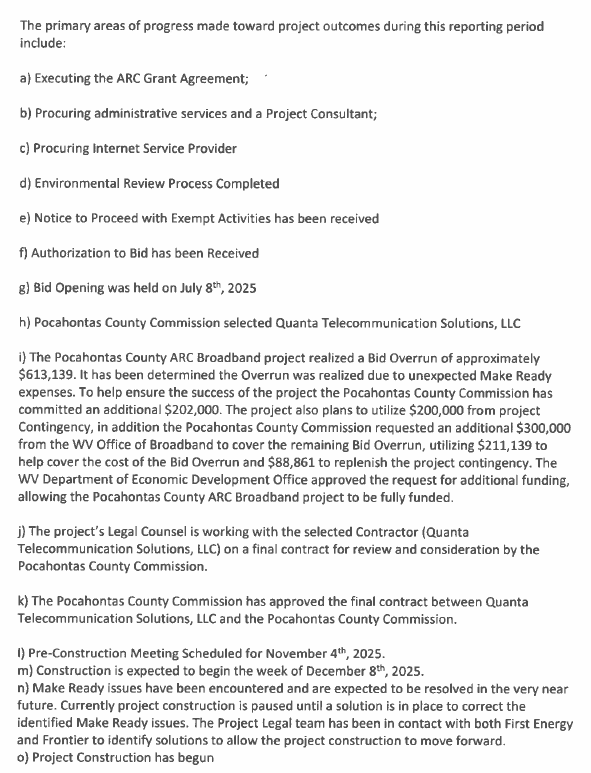 The primary areas of progress made toward project outcomes during this reporting period
include:
a) Executing the ARC Grant Agreement;
b) Procuring administrative services and a Project Consultant;
c) Procuring Internet Service Provider
d) Environmental Review Process Completed
e) Notice to Proceed with Exempt Activities has been received
f) Authorization to Bid has been Received
g) Bid Opening was held on July 8th, 2025
h) Pocahontas County Commission selected Quanta Telecommunication Solutions, LLC
i) The Pocahontas County ARC Broadband project realized a Bid Overrun of approximately
$613,139. It has been determined the Overrun was realized due to unexpected Make Ready
expenses. To help ensure the success of the project the Pocahontas County Commission has
committed an additional $202,000. The project also plans to utilize $200,000 from project
Contingency, in addition the Pocahontas County Commission requested an additional $300,000
from the WV Office of Broadband to cover the remaining Bid Overrun, utilizing $211,139 to
help cover the cost of the Bid Overrun and $88,861 to replenish the project contingency. The
WV Department of Economic Development Office approved the request for additional funding,
allowing the Pocahontas County ARC Broadband project to be fully funded.
j) The project's Legal Counsel is working with the selected Contractor (Quanta
Telecommunication Solutions, LLC) on a final contract for review and consideration by the
Pocahontas County Commission.
k) The Pocahontas County Commission has approved the final contract between Quanta
Telecommunication Solutions, LLC and the Pocahontas County Commission.
l) Pre-Construction Meeting Scheduled for November 4th, 2025.
m) Construction is expected to begin the week of December 8th, 2025.
n) Make Ready issues have been encountered and are expected to be resolved in the very near
future. Currently project construction is paused until a solution is in place to correct the
identified Make Ready issues. The Project Legal team has been in contact with both First Energy
and Frontier to identify solutions to allow the project construction to move forward.
o) Project Construction has begun